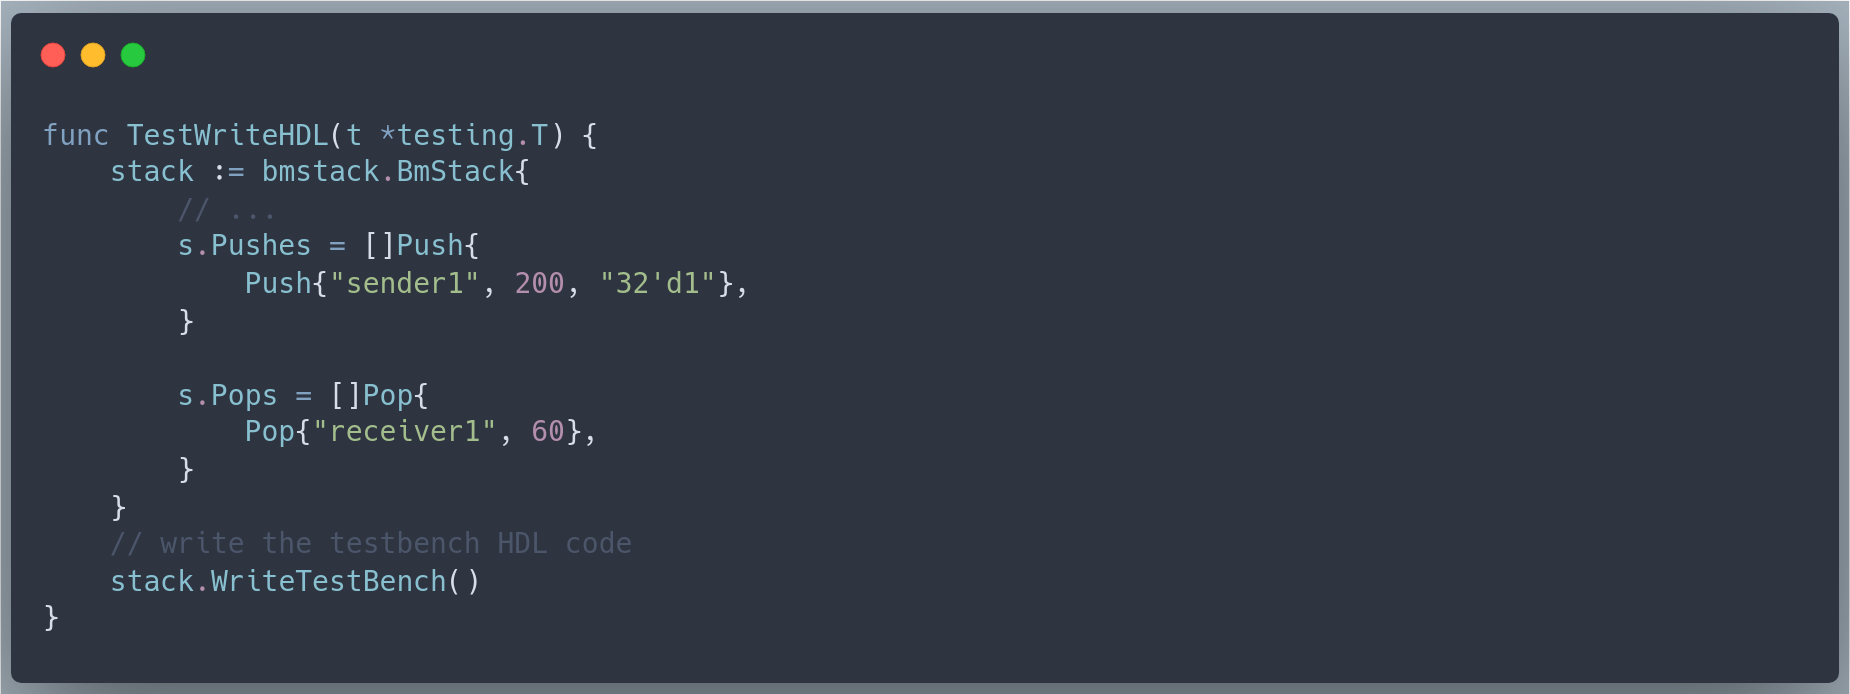 func TestWriteHDL(t *testing.T) {
    stack := bmstack.BmStack{
        // ...
        s.Pushes = []Push{
            Push{"sender1", 200, "32'd1"},
        }

        s.Pops = []Pop{
            Pop{"receiver1", 60},
        }
    }
    // write the testbench HDL code
    stack.WriteTestBench()
}